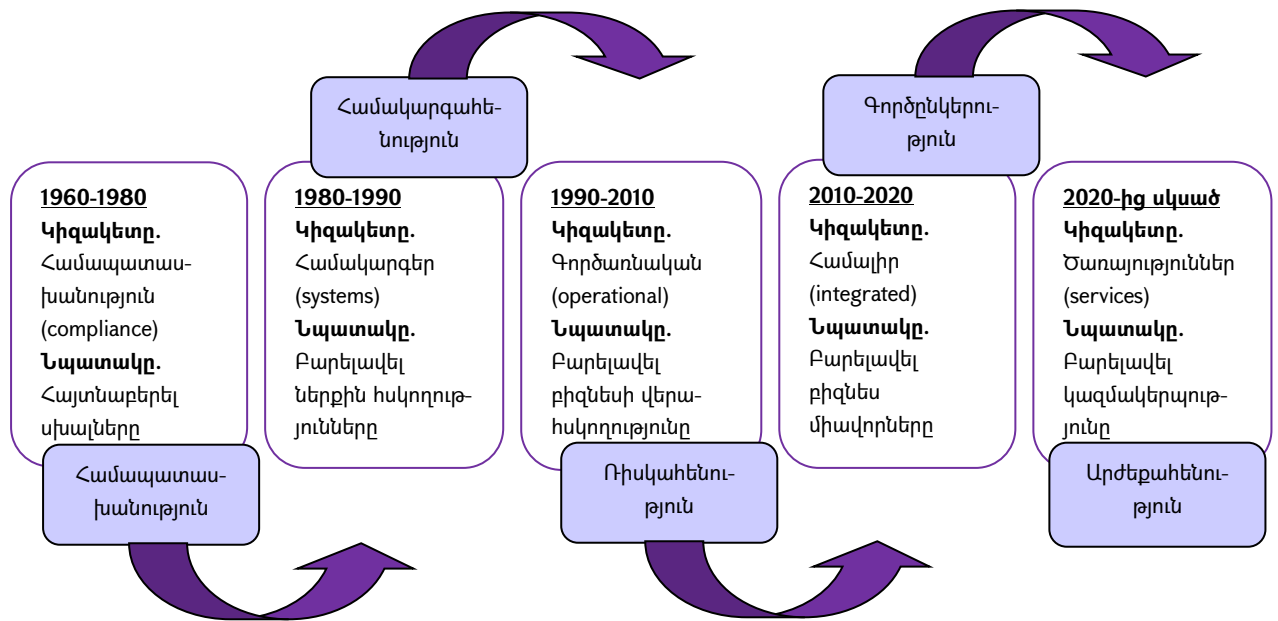 Համակարգահե-
նություն
Գործընկերու-
թյուն
1960-1980
Կիզակետը.
Համապատաս-
խանություն
(compliance)
Նպատակը.
Հայտնաբերել
սխալները
1980-1990
Կիզակետը.
Համակարգեր
(systems)
Նպատակը.
Բարելավել
ներքին հսկողութ-
յունները
1990-2010
Կիզակետը.
Գործառնական
(operational)
Նպատակը.
Բարելավել
բիզնեսի վերա-
հսկողությունը
2010-2020
Կիզակետը.
Համալիր
(integrated)
Նպատակը.
Բարելավել
բիզնես
միավորները
2020-ից սկսած
Կիզակետը.
Ծառայություններ
(services)
Նպատակը.
Բարելավել
կազմակերպութ-
յունը
Համապատաս-
խանություն
Ռիսկահենու-
թյուն
Արժեքահենու-
թյուն